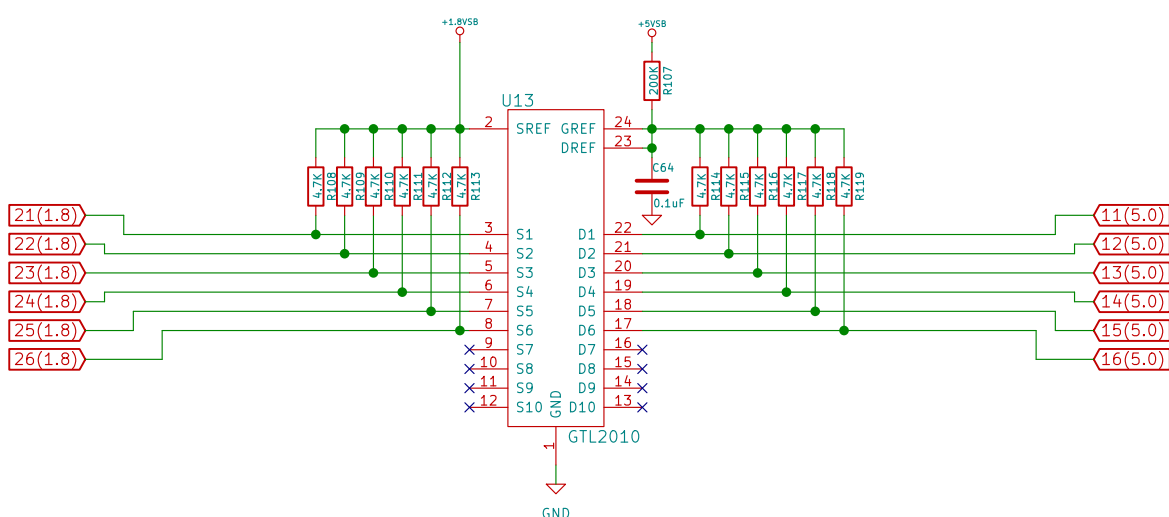 +1.8VSB
+5VSB
200K
R107
U13
2
SREF
GREF
24
DREF
23
C64
0.1uF
4.7K
R108
4.7K
R109
4.7K
R110
4.7K
R111
4.7K
R112
4.7K
R113
4.7K
R114
4.7K
R115
4.7K
R116
4.7K
R117
4.7K
R118
4.7K
R119
21(1.8)
22(1.8)
23(1.8)
24(1.8)
25(1.8)
26(1.8)
3 S1 D1 22
4 S2 D2 21
5 S3 D3 20
6 S4 D4 19
7 S5 D5 18
8 S6 D6 17
9 S7 D7 16
10 S8 D8 15
11 S9 D9 14
12 S10 D10 13
GND
1
GTL2010
GND
11(5.0)
12(5.0)
13(5.0)
14(5.0)
15(5.0)
16(5.0)